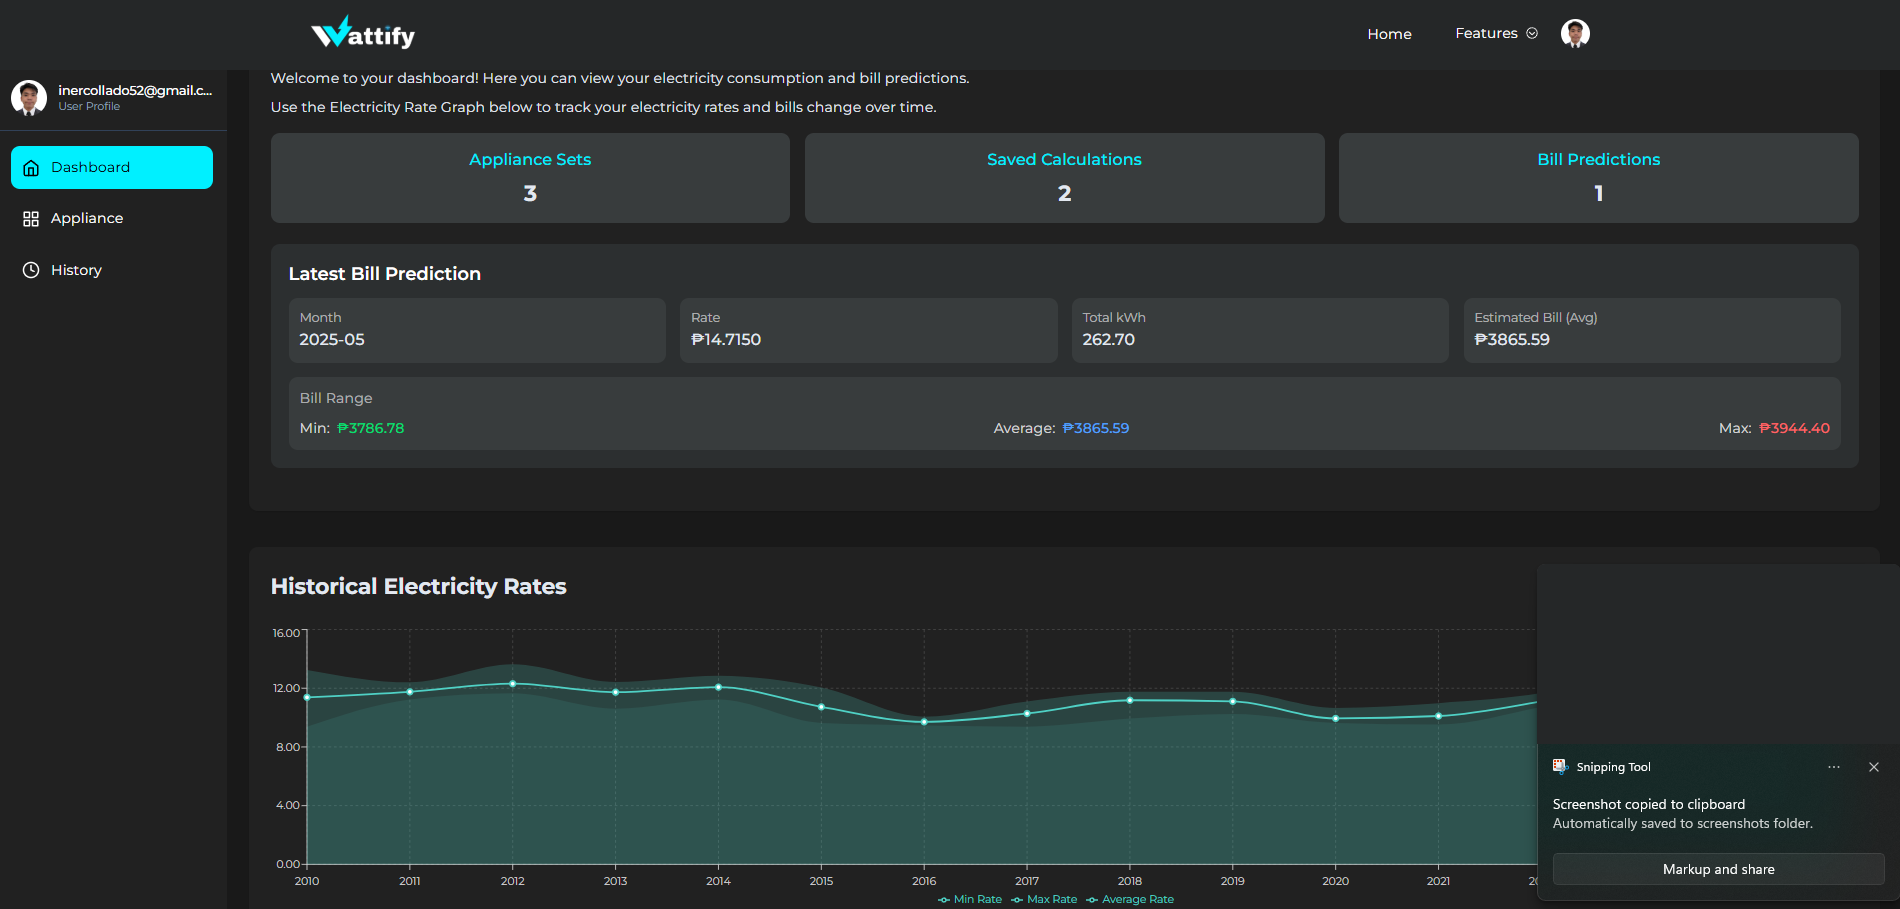 Wattify
Home
Features
inercollado52@gmail.c...
User Profile
Dashboard
Appliance
History
Welcome to your dashboard! Here you can view your electricity consumption and bill predictions.
Use the Electricity Rate Graph below to track your electricity rates and bills change over time.
Appliance Sets
3
Saved Calculations
2
Bill Predictions
1
Latest Bill Prediction
Month
2025-05
Rate
₱14.7150
Total kWh
262.70
Estimated Bill (Avg)
₱3865.59
Bill Range
Min: ₱3786.78
Average: ₱3865.59
Max: ₱3944.40
Historical Electricity Rates
16.00
12.00
8.00
4.00
0.00
2010 2011 2012 2013 2014 2015 2016 2017 2018 2019 2020 2021
Min Rate Max Rate Average Rate
Snipping Tool
Screenshot copied to clipboard
Automatically saved to screenshots folder.
Markup and share